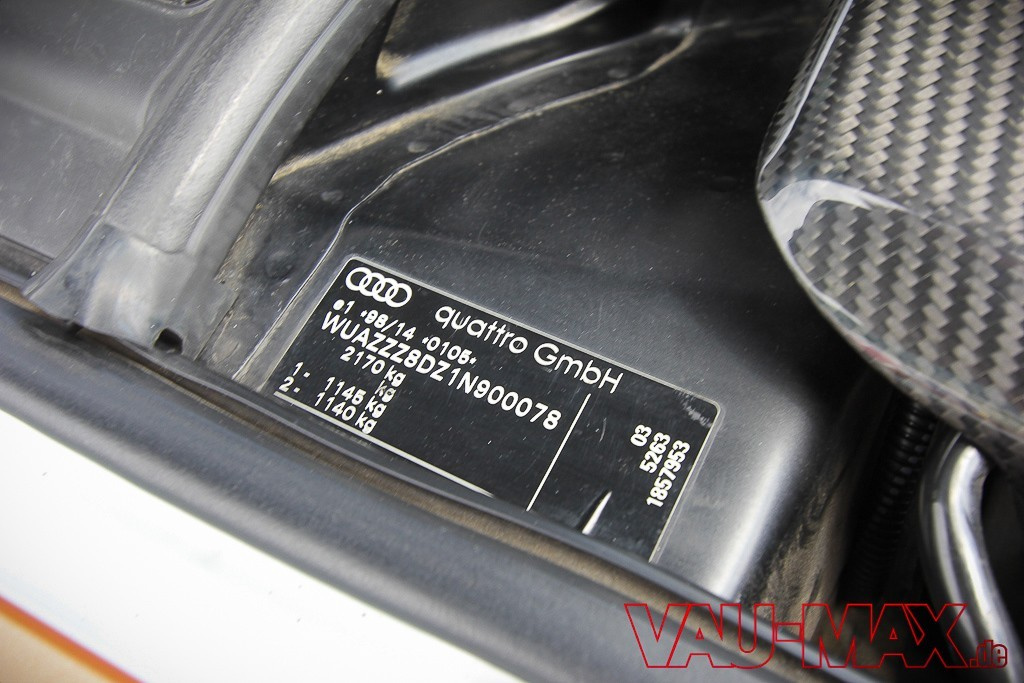 quattro GmbH
e1 *98/14 *0105*
WUAZZZ8DZ1N900078
2170 kg
kg
1- 1145 kg
2- 1140 kg
03
5263
1857953
VAU-MAX.de